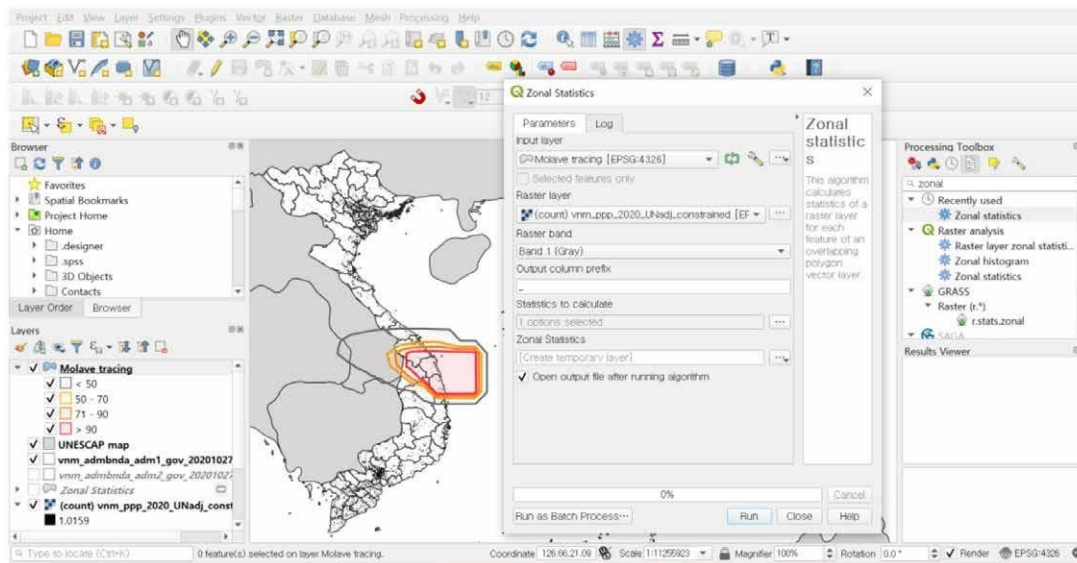 Project Edit View Layer Settings Plugins Vector Raster Database Mesh Processing Help
12
Browser
Favorites
Spatial Bookmarks
Project Home
Home
.designer
.spss
3D Objects
Contacts
Layer Order
Browser
Layers
Molave tracing
< 50
50 - 70
71 - 90
> 90
UNESCAP map
vnm_admbnda_adm1_gov_20201027
vnm_admbnda_adm2_gov_20201027
Zonal Statistics
(count) vnm_ppp_2020_UNadj_const
1.0159
Zonal Statistics
Parameters
Log
Input layer
Molave tracing [EPSG:4326]
Selected features only
Raster layer
(count) vnm_ppp_2020_UNadj_constrained [EF
Raster band
Band 1 (Gray)
Output column prefix
_
Statistics to calculate
1 options selected
Zonal Statistics
[Create temporary layer]
Open output file after running algorithm
0%
Cancel
Run as Batch Process…
Run
Close
Help
Zonal
statistic
s
This algorithm
calculates
statistics of a
raster layer
for each
feature of an
overlapping
polygon
vector layer.
Processing Toolbox
zonal
Recently used
Zonal statistics
Raster analysis
Raster layer zonal statisti...
Zonal histogram
Zonal statistics
GRASS
Raster (r.*)
r.stats.zonal
SAGA
Results Viewer
Type to locate (Ctrl+K)
0 feature(s) selected on layer Molave tracing.
Coordinate 126.66,21.09
Scale 1:11255923
Magnifier 100%
Rotation 0.0 °
Render
EPSG:4326